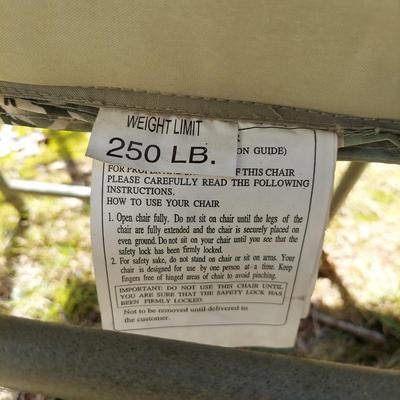 WEIGHT LIMIT
250 LB.
ON GUIDE)
FOR PROPER AND OF THIS CHAIR
PLEASE CAREFULLY READ THE FOLLOWING
INSTRUCTIONS.
HOW TO USE YOUR CHAIR
1. Open chair fully. Do not sit on chair until the legs of the
chair are fully extended and the chair is securely placed on
even ground. Do not sit on your chair until you see that the
safety lock has been firmly locked.
2. For safety sake, do not stand on chair or sit on arms. Your
chair is designed for use by one person at a time. Keep
fingers free of hinged areas of chair to avoid pinching.
IMPORTANT: DO NOT USE THIS CHAIR UNTIL
YOU ARE SURE THAT THE SAFETY LOCK HAS
BEEN FIRMLY LOCKED.
Not to be removed until delivered to
the customer.